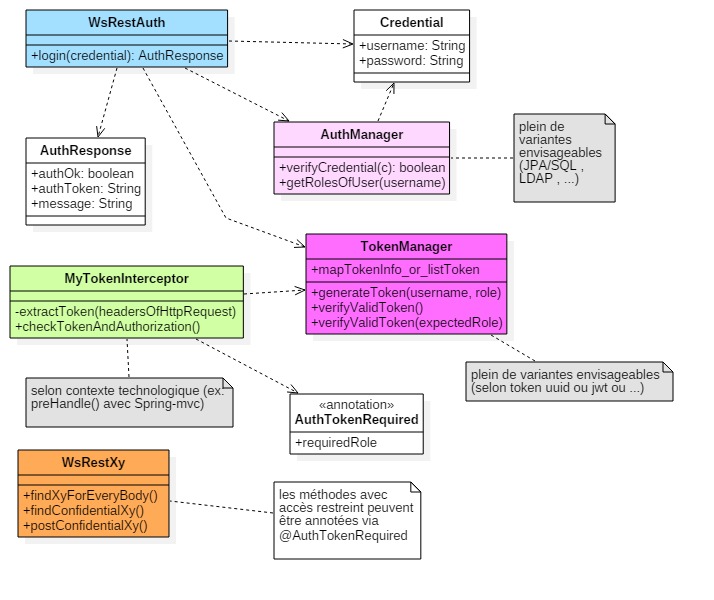 WsRestAuth
+login(credential): AuthResponse
Credential
+username: String
+password: String
AuthResponse
+authOk: boolean
+authToken: String
+message: String
AuthManager
+verifyCredential(c): boolean
+getRolesOfUser(username)
plein de
variantes
envisageables
(JPA/SQL ,
LDAP , ...)
TokenManager
+mapTokenInfo_or_listToken
+generateToken(username, role)
+verifyValidToken()
+verifyValidToken(expectedRole)
MyTokenInterceptor
-extractToken(headersOfHttpRequest)
+checkTokenAndAuthorization()
selon contexte technologique (ex:
preHandle() avec Spring-mvc)
plein de variantes envisageables
(selon token uuid ou jwt ou ...)
«annotation»
AuthTokenRequired
+requiredRole
WsRestXy
+findXyForEveryBody()
+findConfidentialXy()
+postConfidentialXy()
les méthodes avec
accès restreint peuvent
être annotées via
@AuthTokenRequired